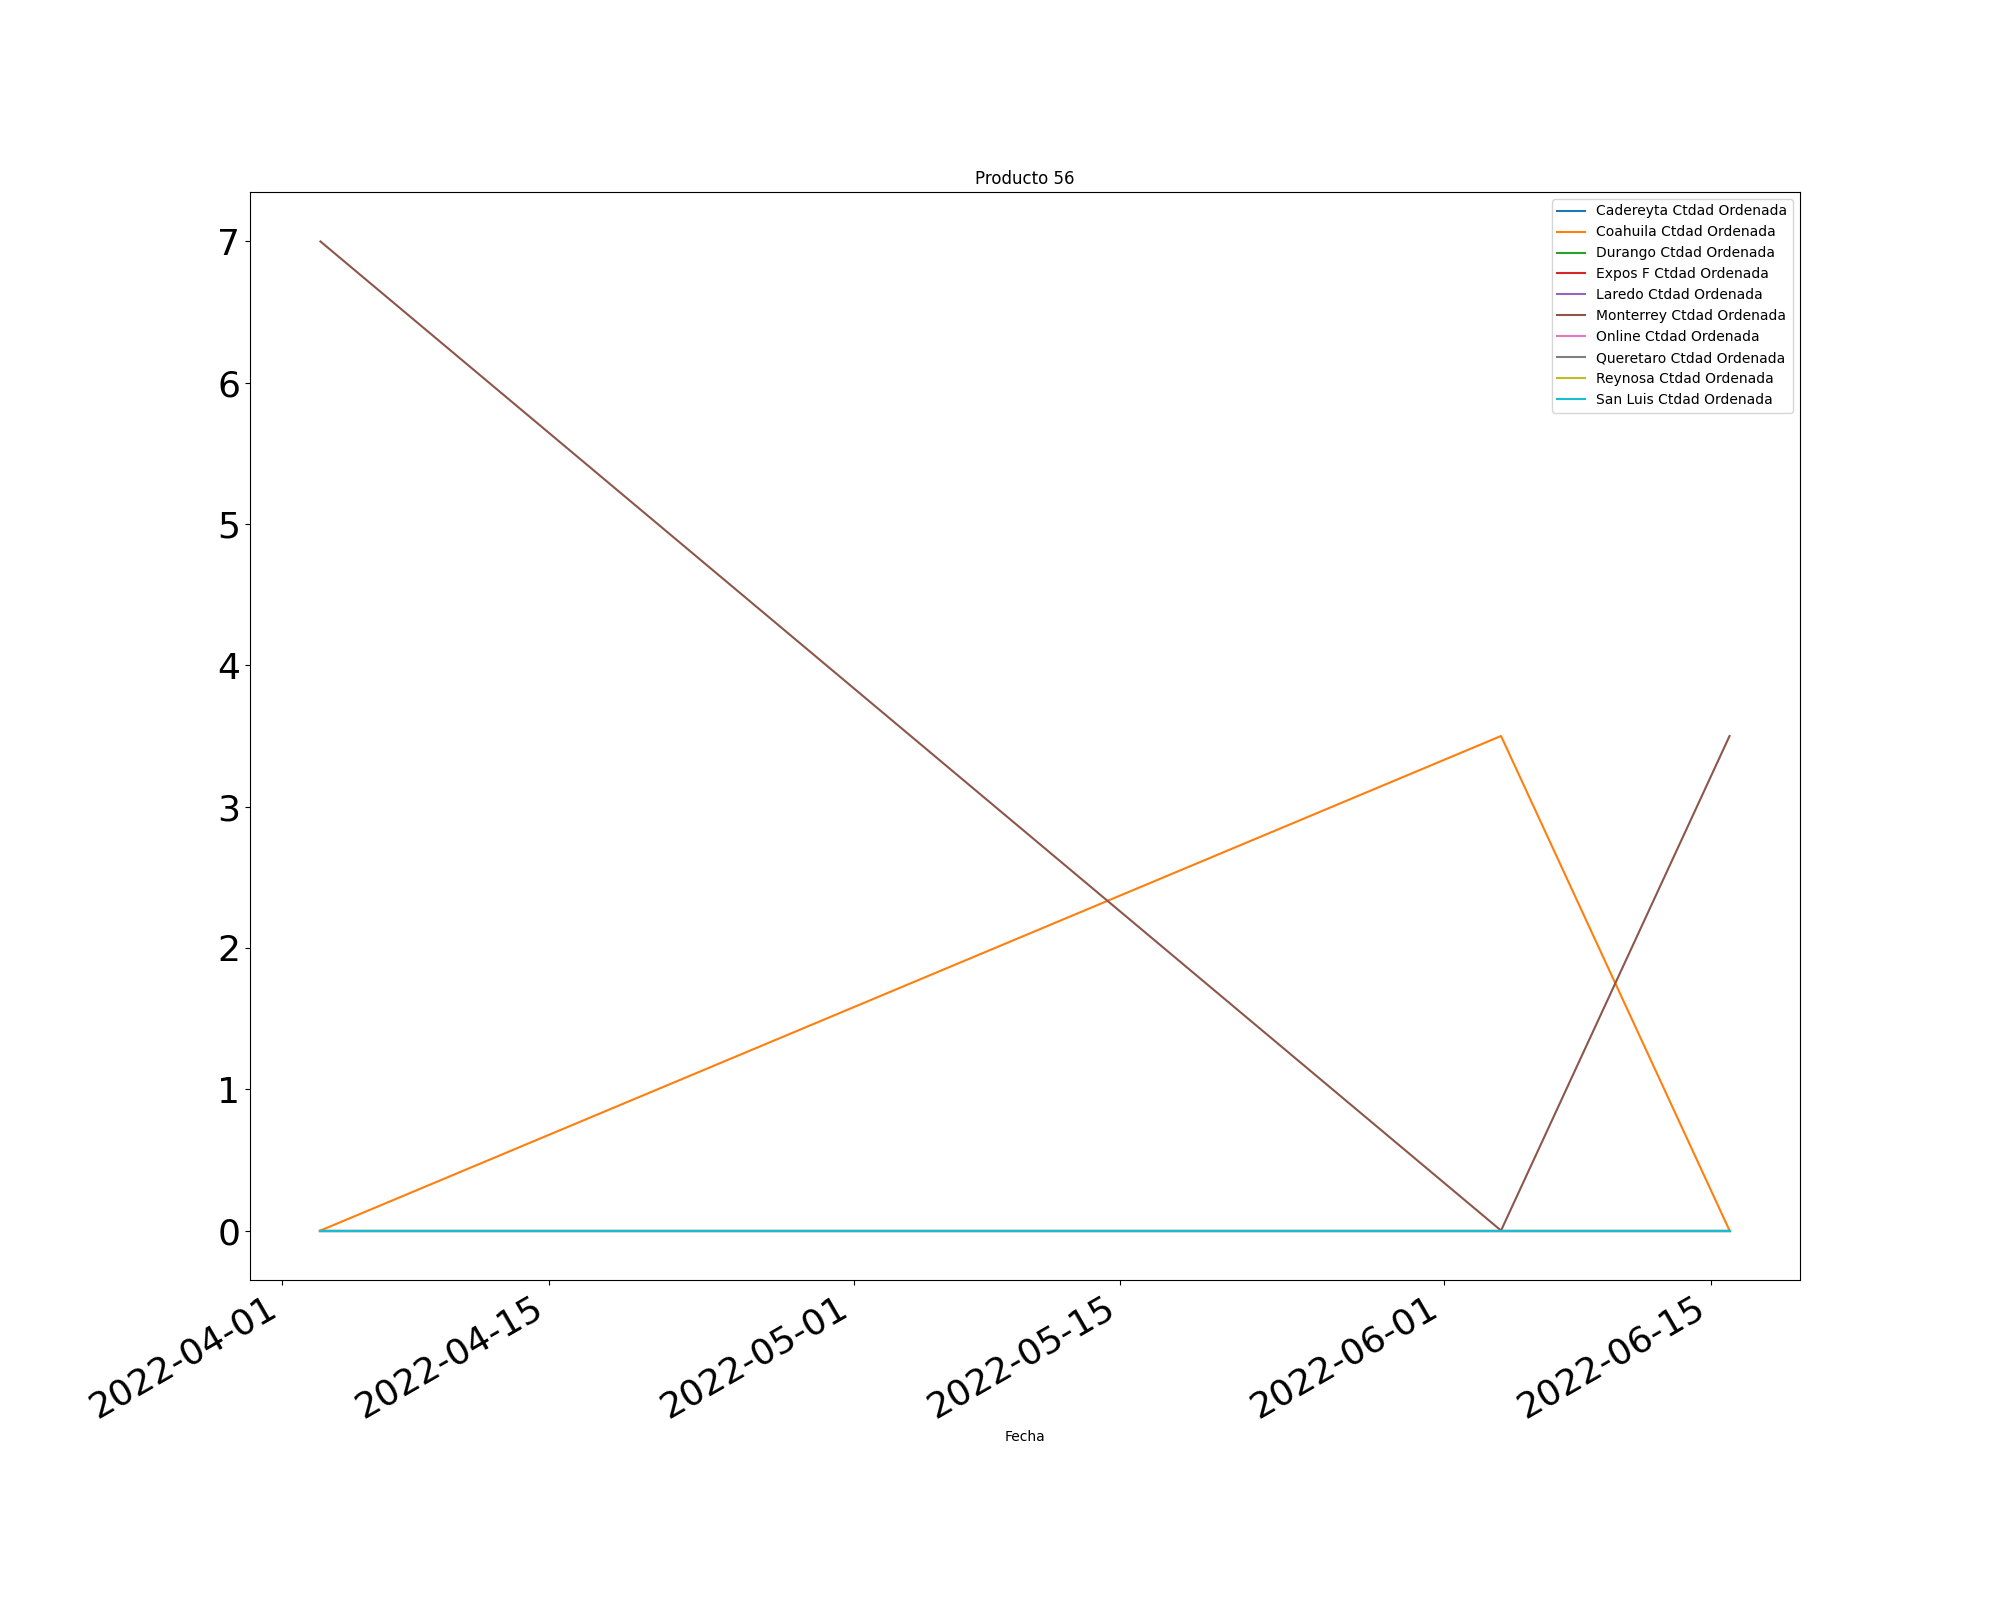 Producto 56
Cadereyta Ctdad Ordenada
Coahuila Ctdad Ordenada
Durango Ctdad Ordenada
Expos F Ctdad Ordenada
Laredo Ctdad Ordenada
Monterrey Ctdad Ordenada
Online Ctdad Ordenada
Queretaro Ctdad Ordenada
Reynosa Ctdad Ordenada
San Luis Ctdad Ordenada
7
6
5
4
3
2
1
0
2022-04-01
2022-04-15
2022-05-01
2022-05-15
2022-06-01
2022-06-15
Fecha